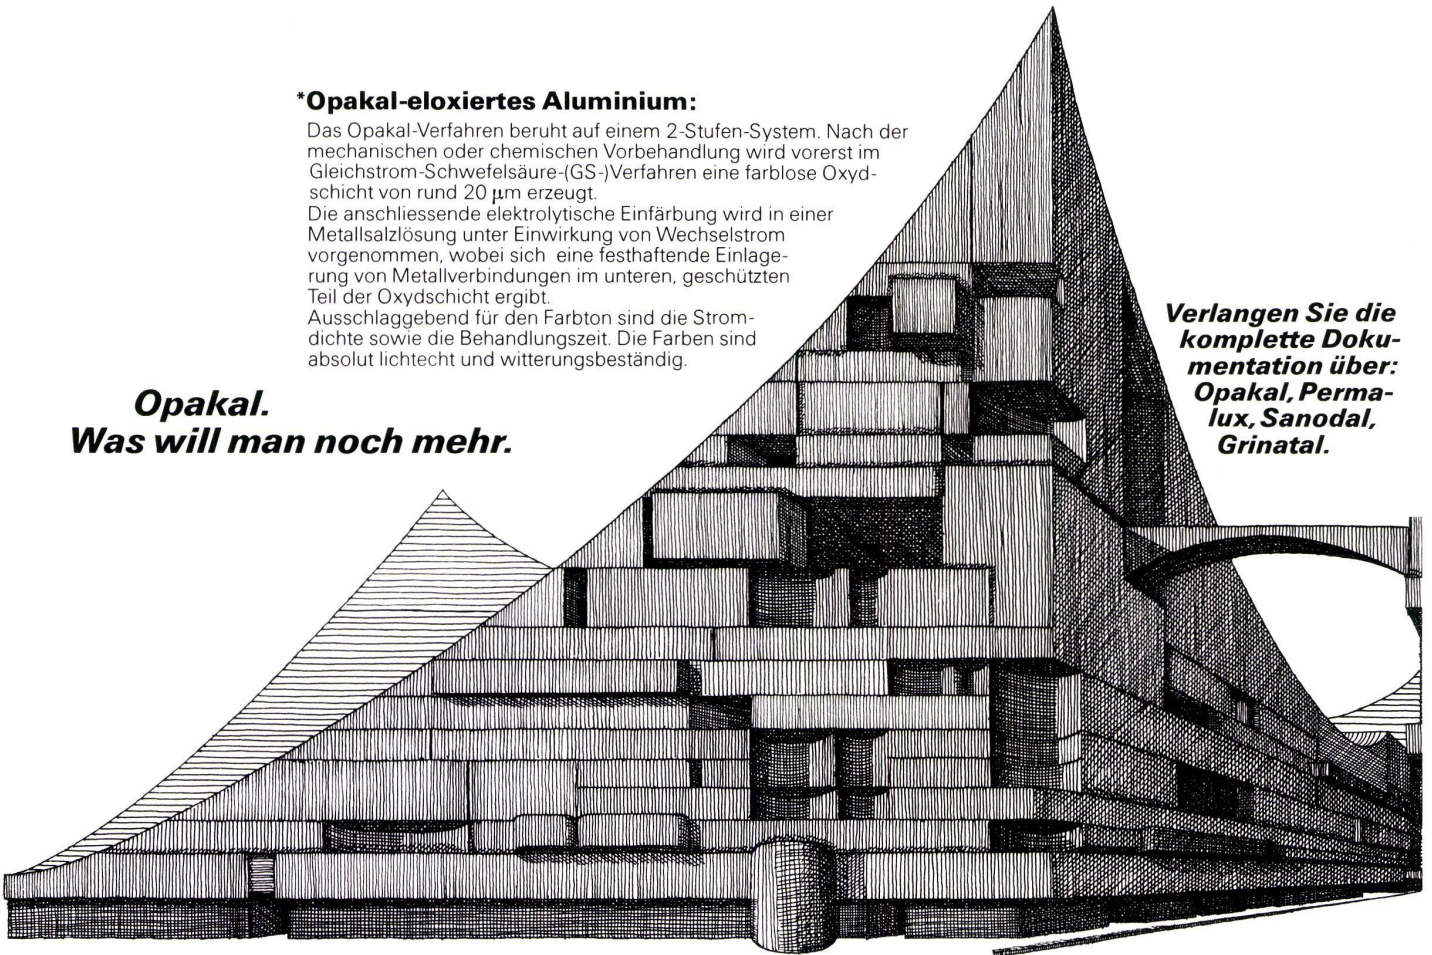 *Opakal-eloxiertes Aluminium:
Das Opakal-Verfahren beruht auf einem 2-Stufen-System. Nach der
mechanischen oder chemischen Vorbehandlung wird vorerst im
Gleichstrom-Schwefelsäure-(GS-)Verfahren eine farblose Oxyd-
schicht von rund 20 µm erzeugt.
Die anschliessende elektrolytische Einfärbung wird in einer
Metallsalzlösung unter Einwirkung von Wechselstrom
vorgenommen, wobei sich eine festhaftende Einlage-
rung von Metallverbindungen im unteren, geschützten
Teil der Oxydschicht ergibt.
Ausschlaggebend für den Farbton sind die Strom-
dichte sowie die Behandlungszeit. Die Farben sind
absolut lichtecht und witterungsbeständig.
Opakal.
Was will man noch mehr.
Verlangen Sie die
komplette Doku-
mentation über:
Opakal, Perma-
lux, Sanodal,
Grinatal.